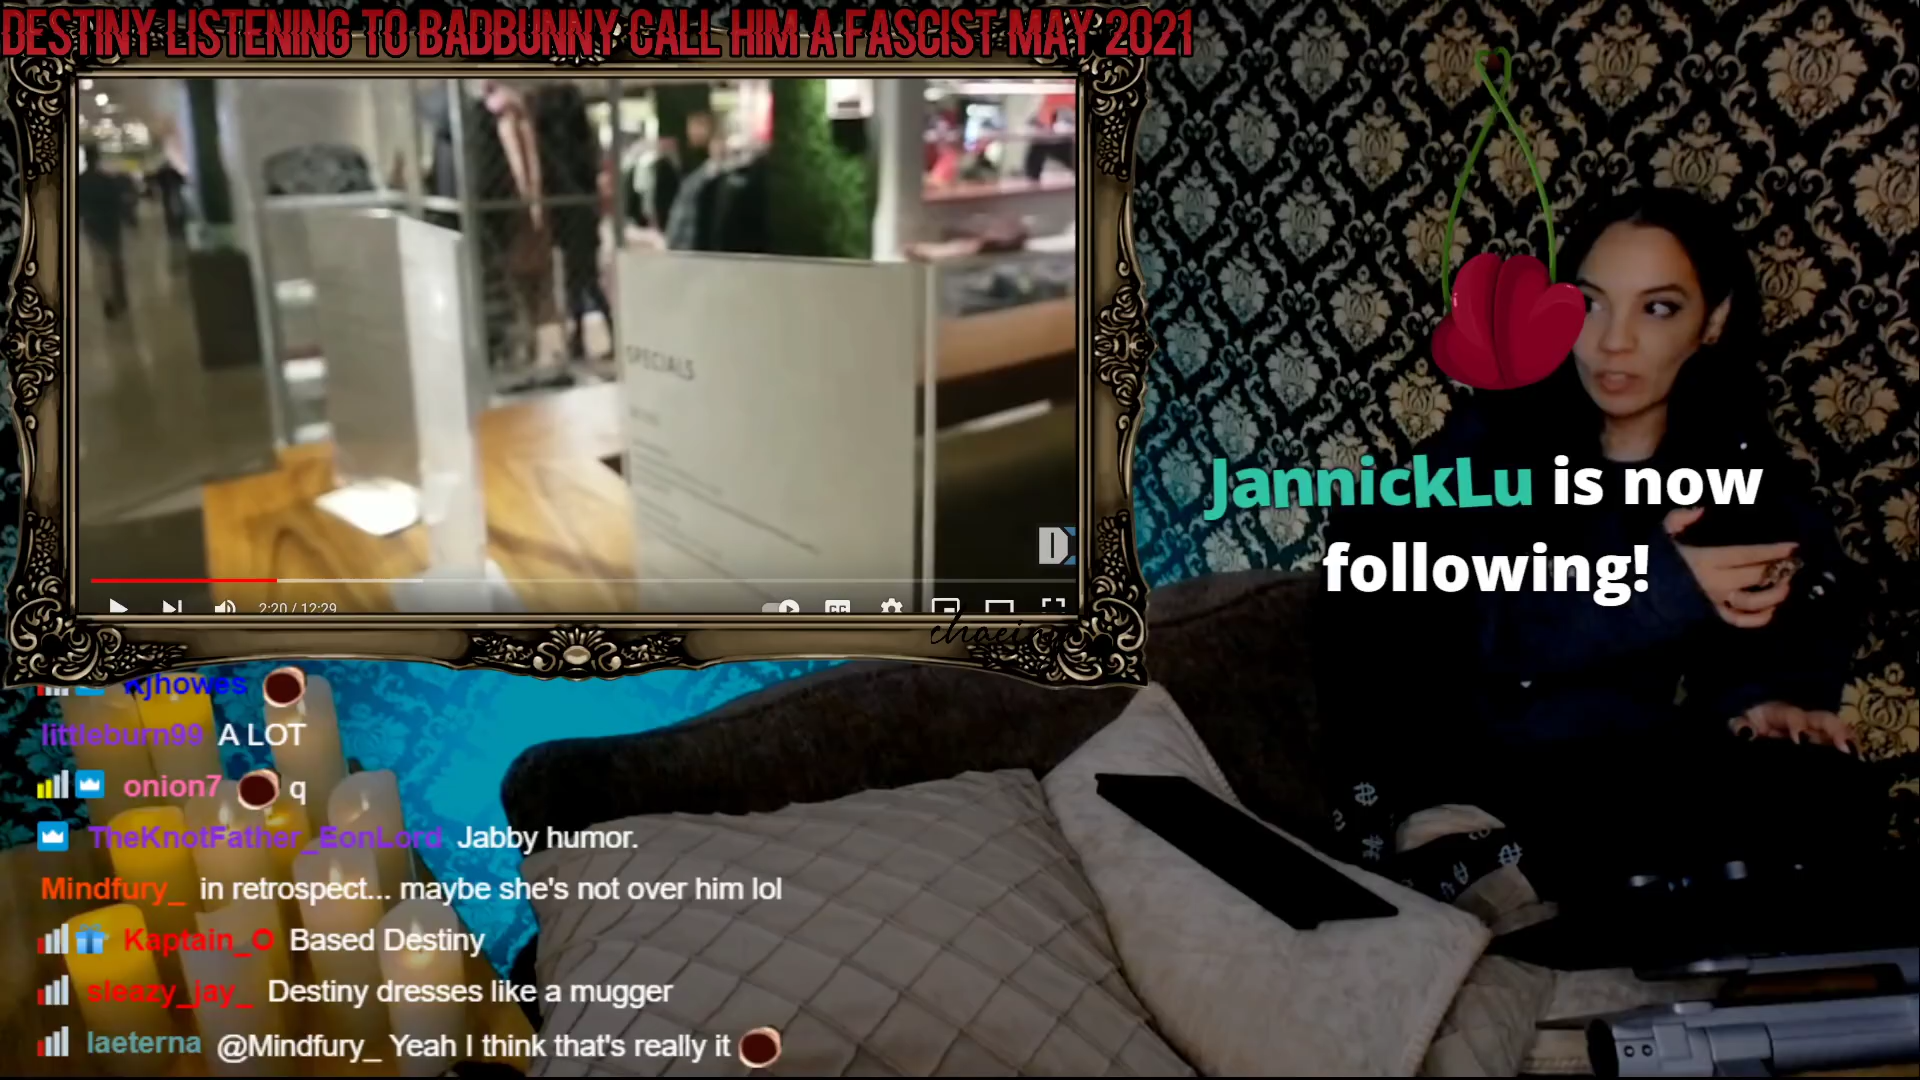 DESTINY LISTENING TO BADBUNNY CALL HIM A FASCIST MAY 2021
SPECIALS
2:20 / 12:29
CC
JannickLu is now
following!
kjhowes
littleburn99 A LOT
onion7 q
TheKnotFather_EonLord Jabby humor.
Mindfury_ in retrospect... maybe she's not over him lol
Kaptain_O Based Destiny
sleazy_jay_ Destiny dresses like a mugger
laeterna @Mindfury_ Yeah I think that's really it